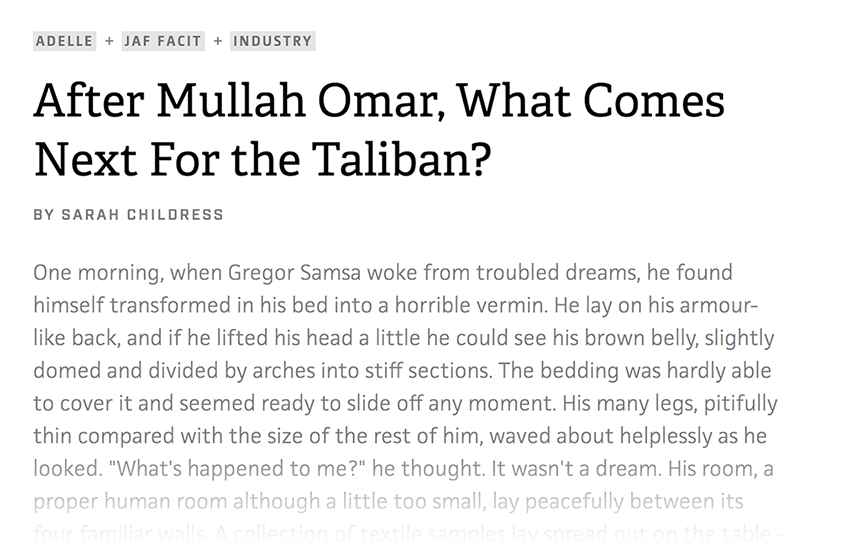 ADELLE + JAF FACIT + INDUSTRY
After Mullah Omar, What Comes
Next For the Taliban?
BY SARAH CHILDRESS
One morning, when Gregor Samsa woke from troubled dreams, he found
himself transformed in his bed into a horrible vermin. He lay on his armour-
like back, and if he lifted his head a little he could see his brown belly, slightly
domed and divided by arches into stiff sections. The bedding was hardly able
to cover it and seemed ready to slide off any moment. His many legs, pitifully
thin compared with the size of the rest of him, waved about helplessly as he
looked. "What's happened to me?" he thought. It wasn't a dream. His room, a
proper human room although a little too small, lay peacefully between its
four familiar walls. A collection of textile samples lay spread out on the table -